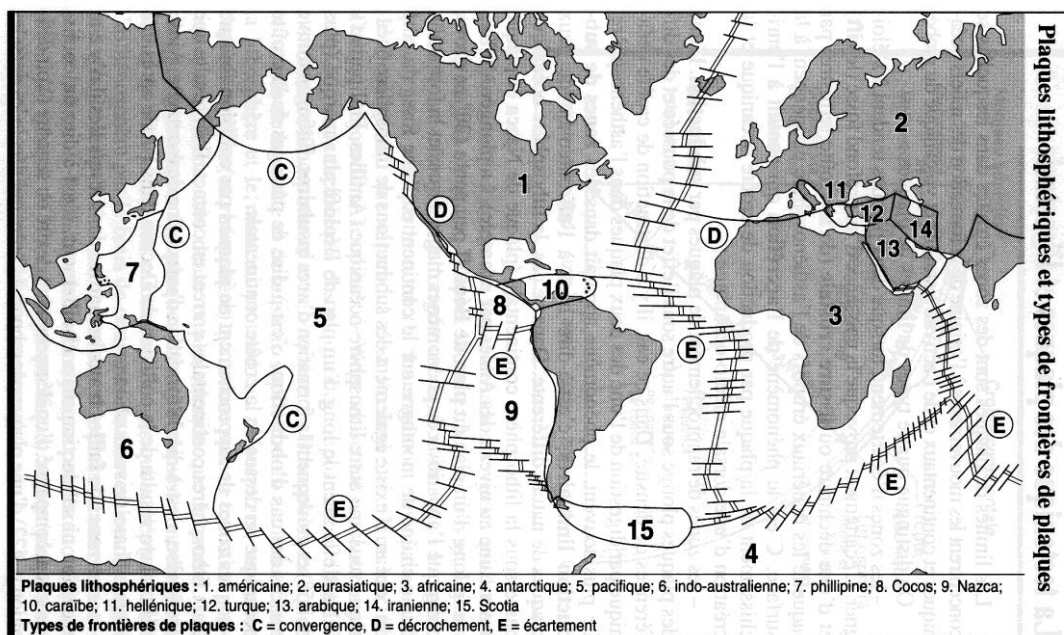 Plaques lithosphériques et types de frontières de plaques
1
2
3
4
5
6
7
8
9
10
11
12
13
14
15
C
C
C
D
D
E
E
E
E
E
Plaques lithosphériques : 1. américaine; 2. eurasiatique; 3. africaine; 4. antarctique; 5. pacifique; 6. indo-australienne; 7. phillipine; 8. Cocos; 9. Nazca;
10. caraïbe; 11. hellénique; 12. turque; 13. arabique; 14. iranienne; 15. Scotia
Types de frontières de plaques : C = convergence, D = décrochement, E = écartement